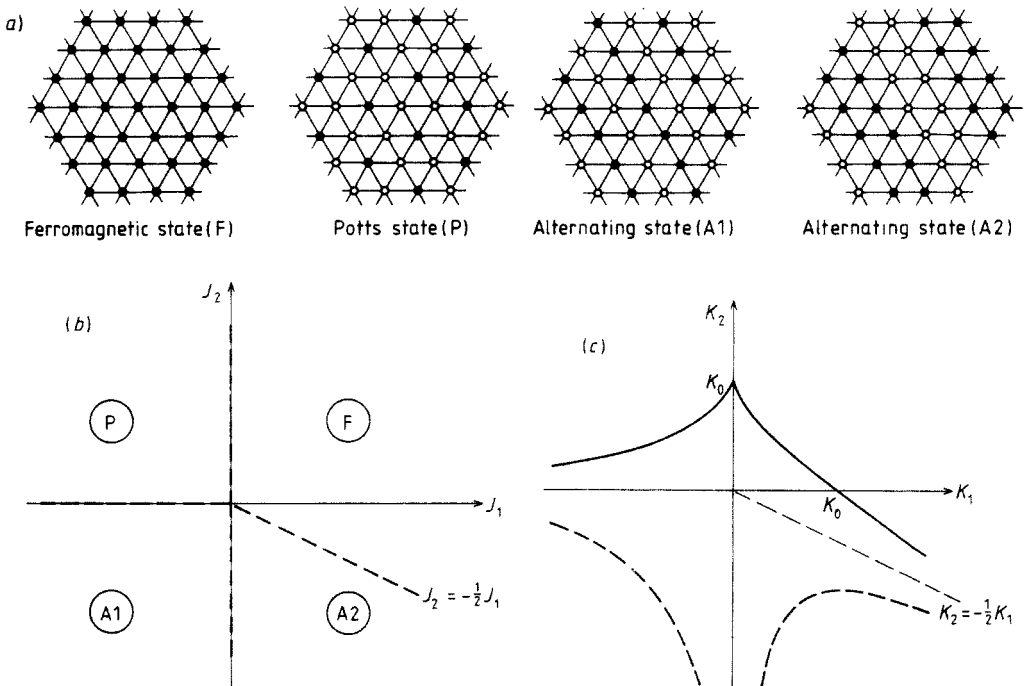 a)
Ferromagnetic state (F)
Potts state (P)
Alternating state (A1)
Alternating state (A2)
(b)
J₂
P
F
J₁
A1
A2
J₂ = -½J₁
(c)
K₂
K₀
K₀
K₁
K₂ = -½K₁